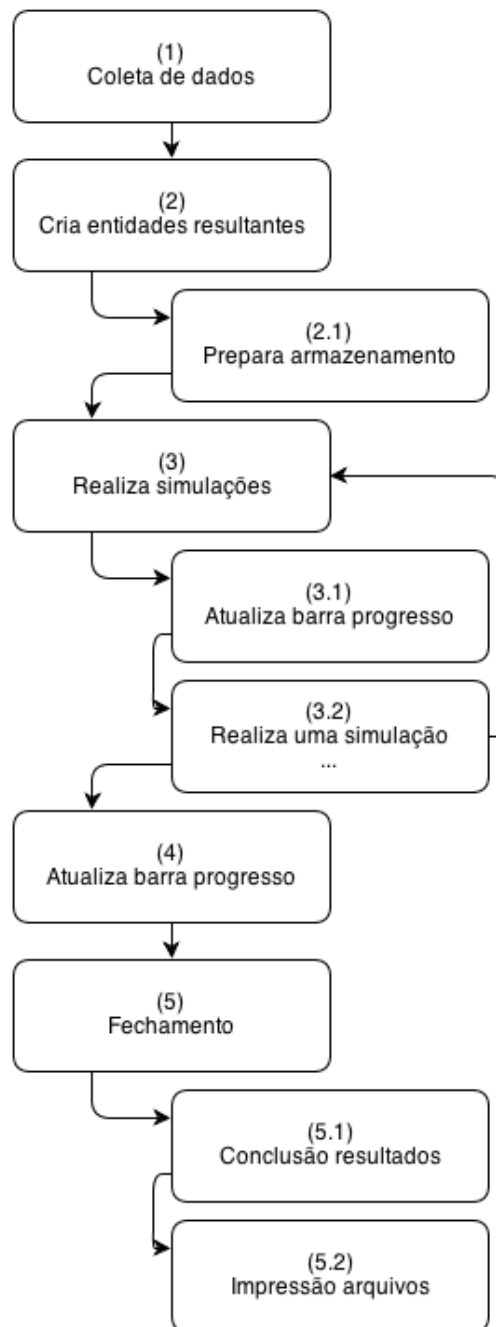 (1)
Coleta de dados
(2)
Cria entidades resultantes
(2.1)
Prepara armazenamento
(3)
Realiza simulações
(3.1)
Atualiza barra progresso
(3.2)
Realiza uma simulação
...
(4)
Atualiza barra progresso
(5)
Fechamento
(5.1)
Conclusão resultados
(5.2)
Impressão arquivos